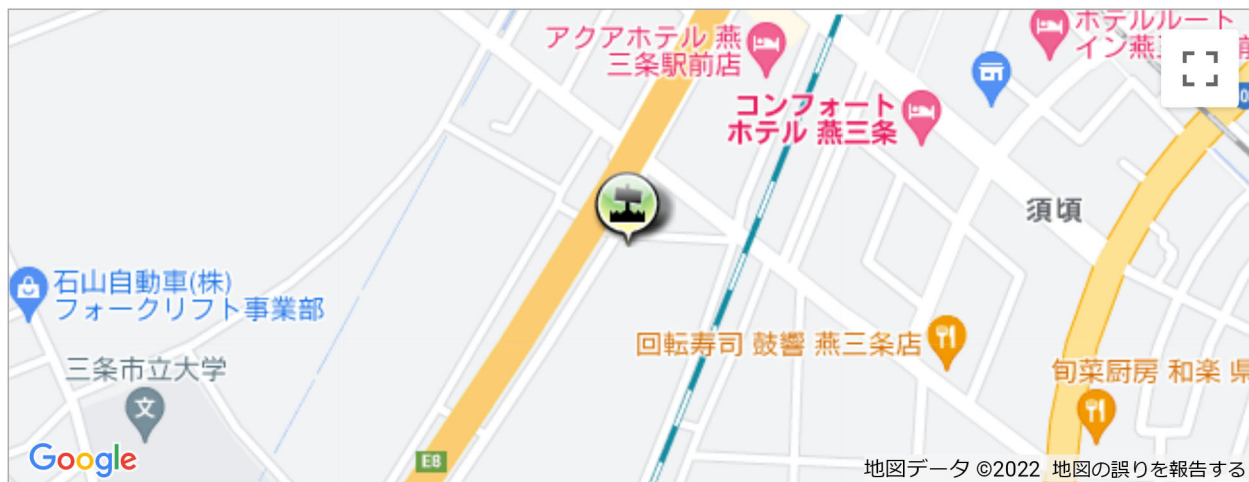 アクアホテル 燕
三条駅前店
ホテルルート
コンフォート
ホテル 燕三条
須頃
石山自動車(株)
フォークリフト事業部
三条市立大学
文
回転寿司 鼓響 燕三条店
旬菜厨房 和楽 県
E8
Google
地図データ ©2022 地図の誤りを報告する